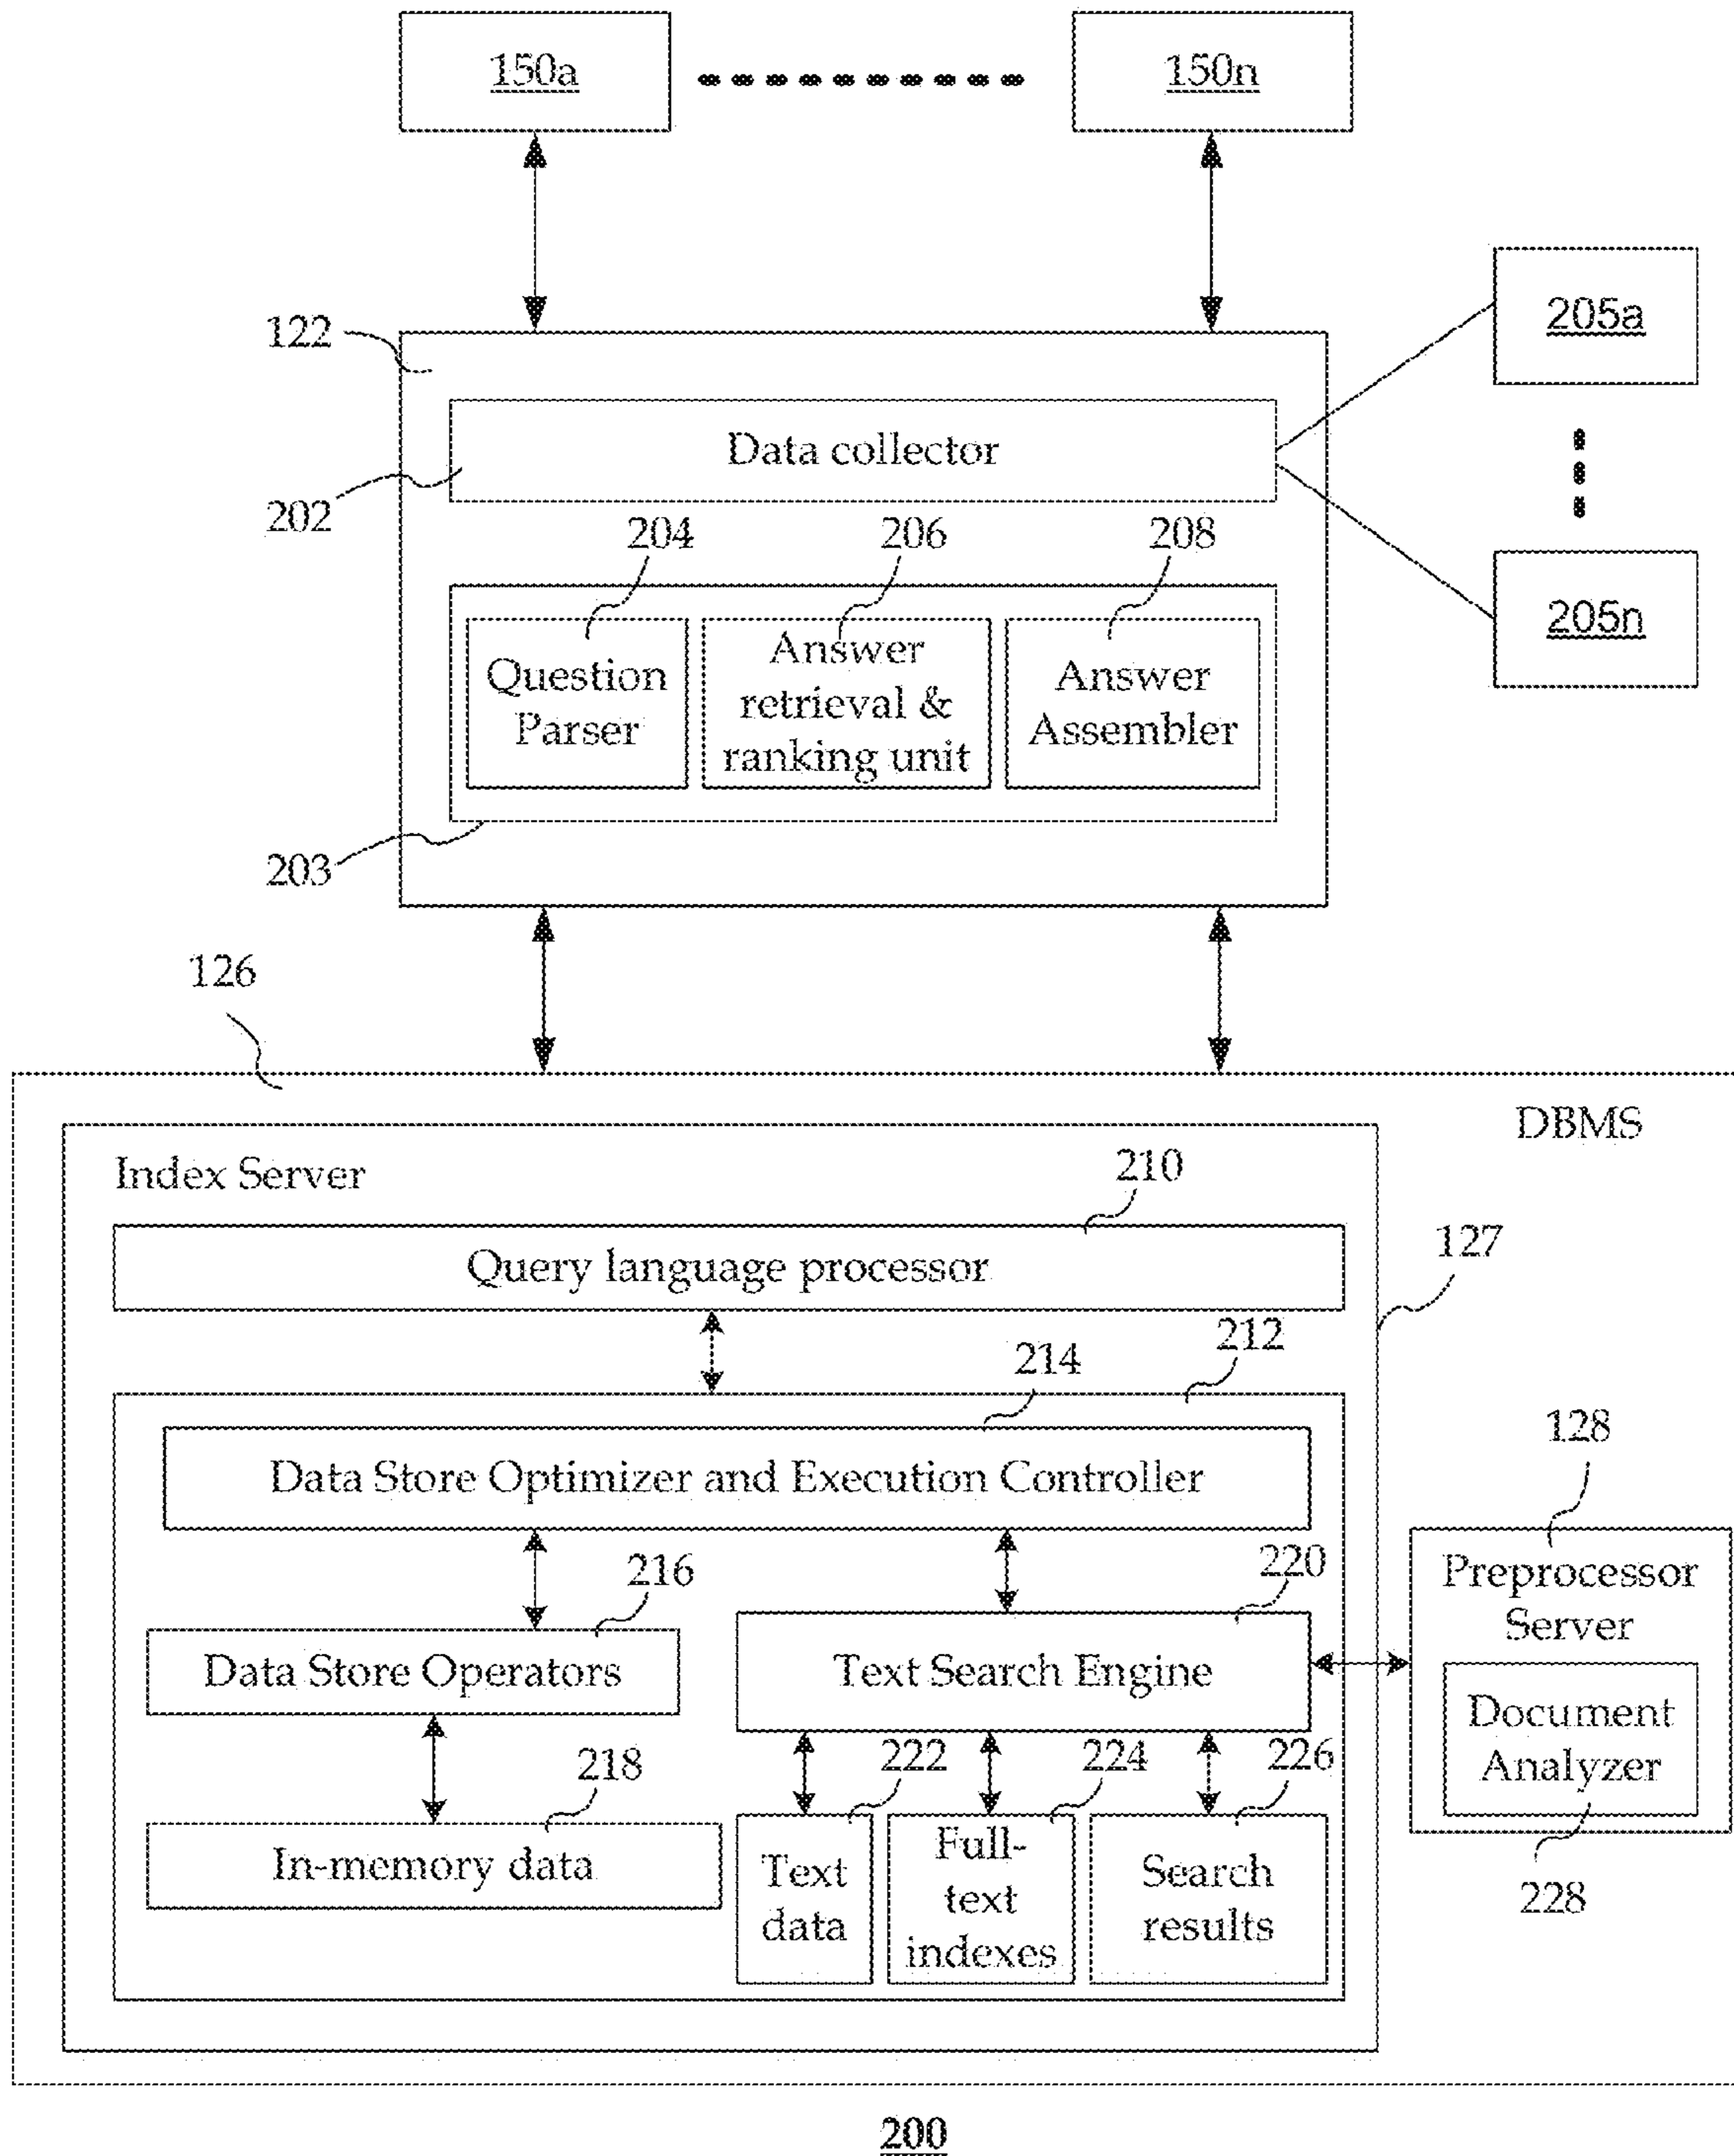 150a
150n
122
205a
Data collector
202
204
206
208
205n
Question
Parser
Answer
retrieval &
ranking unit
Answer
Assembler
203
126
DBMS
Index Server
210
Query language processor
127
212
214
Data Store Optimizer and Execution Controller
128
216
220
Preprocessor
Server
Data Store Operators
Text Search Engine
Document
Analyzer
218
222
224
226
228
In-memory data
Text
data
Full-
text
indexes
Search
results
200